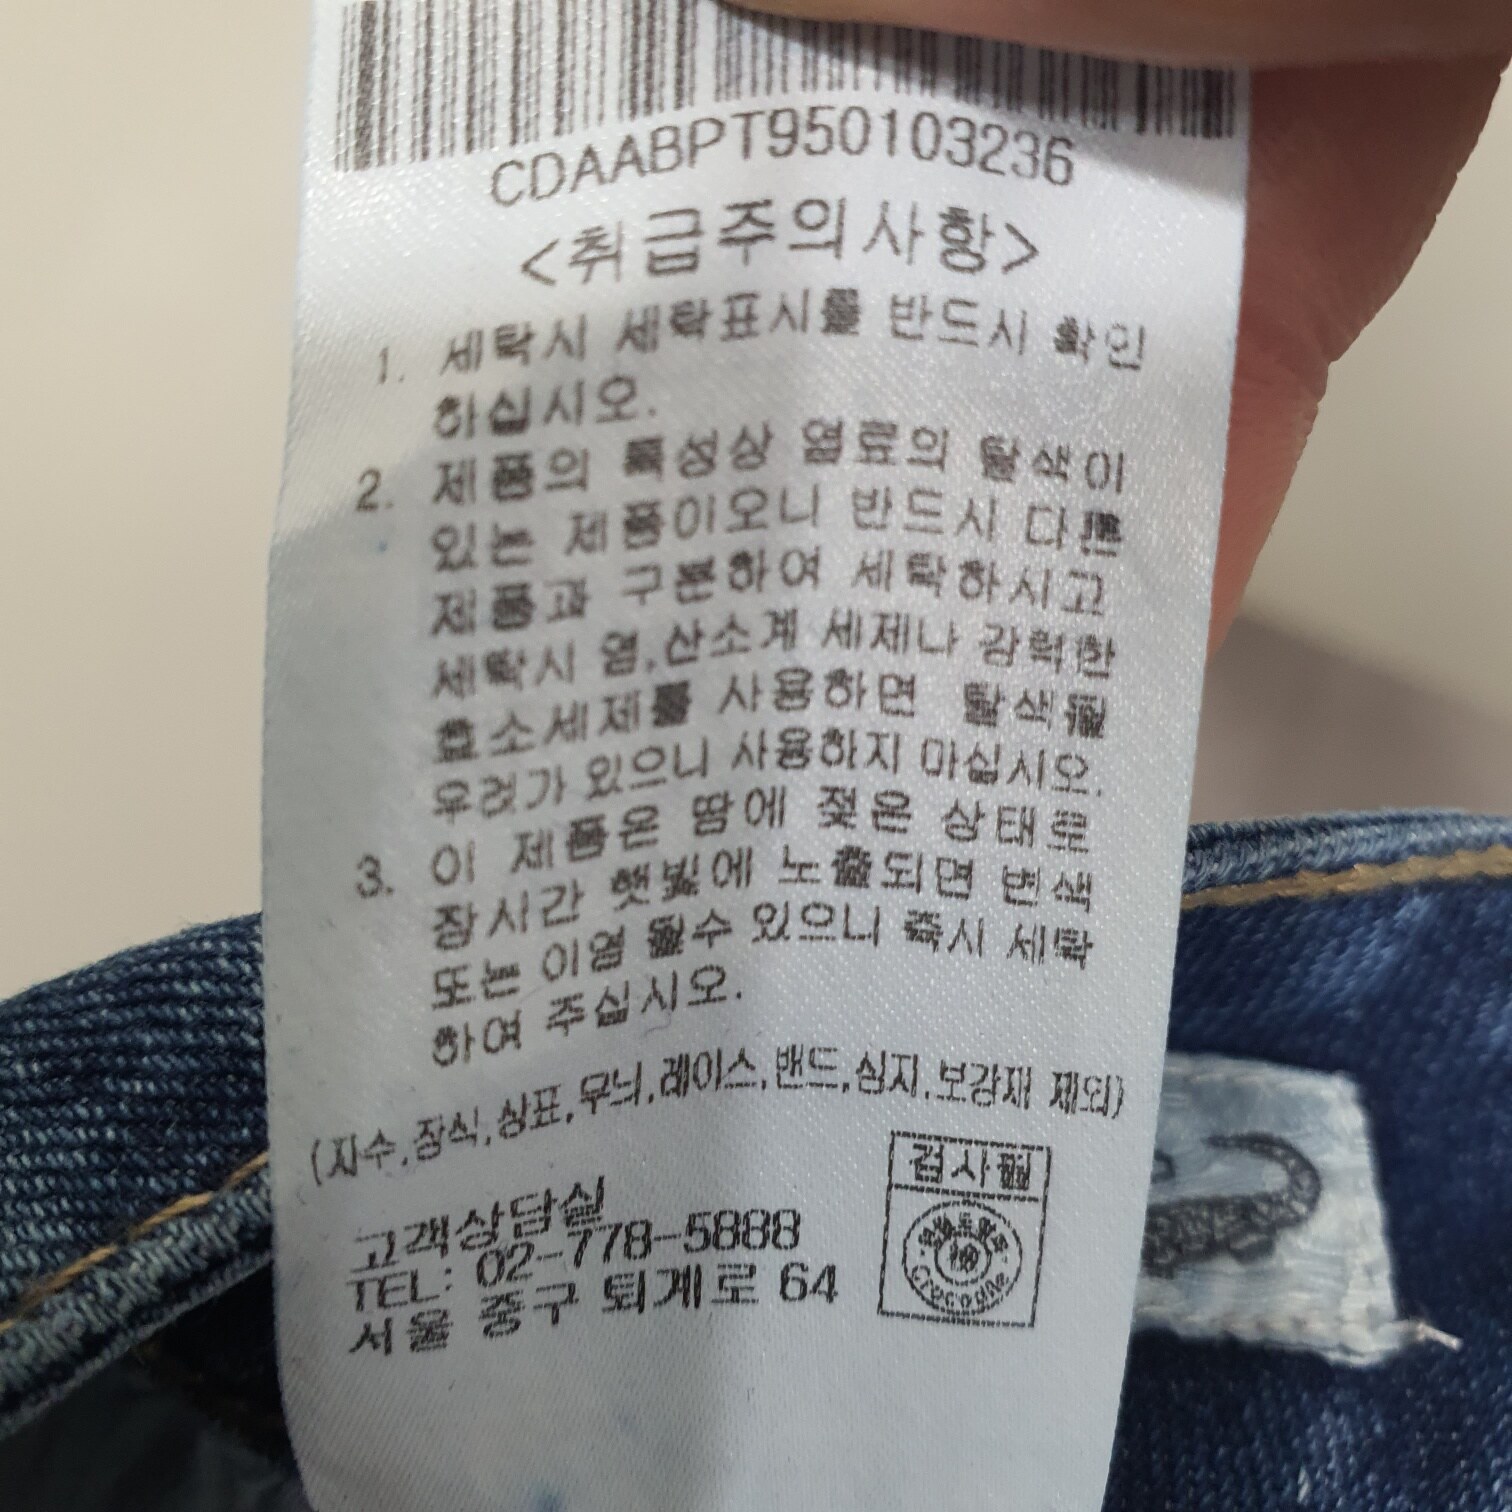 CDAABPT950103236
<취급주의사항>
1. 세탁시 세탁표시를 반드시 확인
하십시오.
2. 제품의 특성상 염료의 탈색이
있는 제품이오니 반드시 다른
제품과 구분하여 세탁하시고
세탁시 염,산소계 세제나 강력한
효소세제를 사용하면 탈색될
우려가 있으니 사용하지 마십시오.
3. 이 제품은 땀에 젖은 상태로
장시간 햇빛에 노출되면 변색
또는 이염 될수 있으니 즉시 세탁
하여 주십시오.
(자수,장식,상표,무늬,레이스,밴드,심지,보강재 제외)
고객상담실
TEL: 02-778-5888
서울 중구 퇴계로 64
검사필
Crocodile